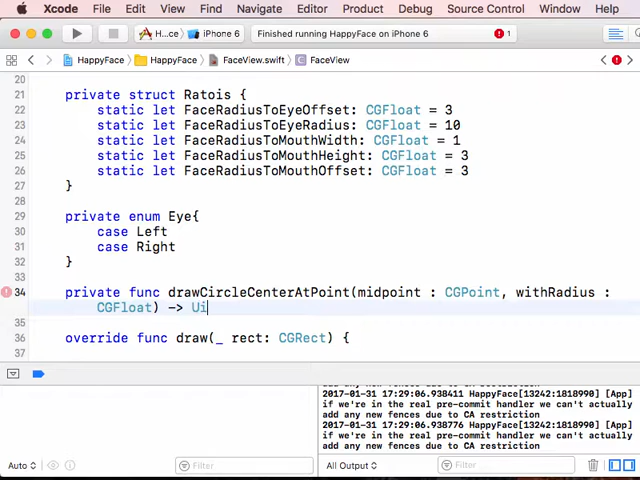 Xcode File Edit View Find Navigate Editor Product Debug Source Control Window Help
H...ce iPhone 6 Finished running HappyFace on iPhone 6 1
HappyFace HappyFace FaceView.swift FaceView
20
21 private struct Ratois {
22 static let FaceRadiusToEyeOffset: CGFloat = 3
23 static let FaceRadiusToEyeRadius: CGFloat = 10
24 static let FaceRadiusToMouthWidth: CGFloat = 1
25 static let FaceRadiusToMouthHeight: CGFloat = 3
26 static let FaceRadiusToMouthOffset: CGFloat = 3
27 }
28
29 private enum Eye{
30 case Left
31 case Right
32 }
33
34 private func drawCircleCenterAtPoint(midpoint : CGPoint, withRadius :
CGFloat) -> Ui
35
36 override func draw(_ rect: CGRect) {
37
add any new fences due to CA restriction
2017-01-31 17:29:06.938411 HappyFace[13242:1818990] [App]
if we're in the real pre-commit handler we can't actually
add any new fences due to CA restriction
2017-01-31 17:29:06.938776 HappyFace[13242:1818990] [App]
if we're in the real pre-commit handler we can't actually
add any new fences due to CA restriction
Auto Filter All Output Filter